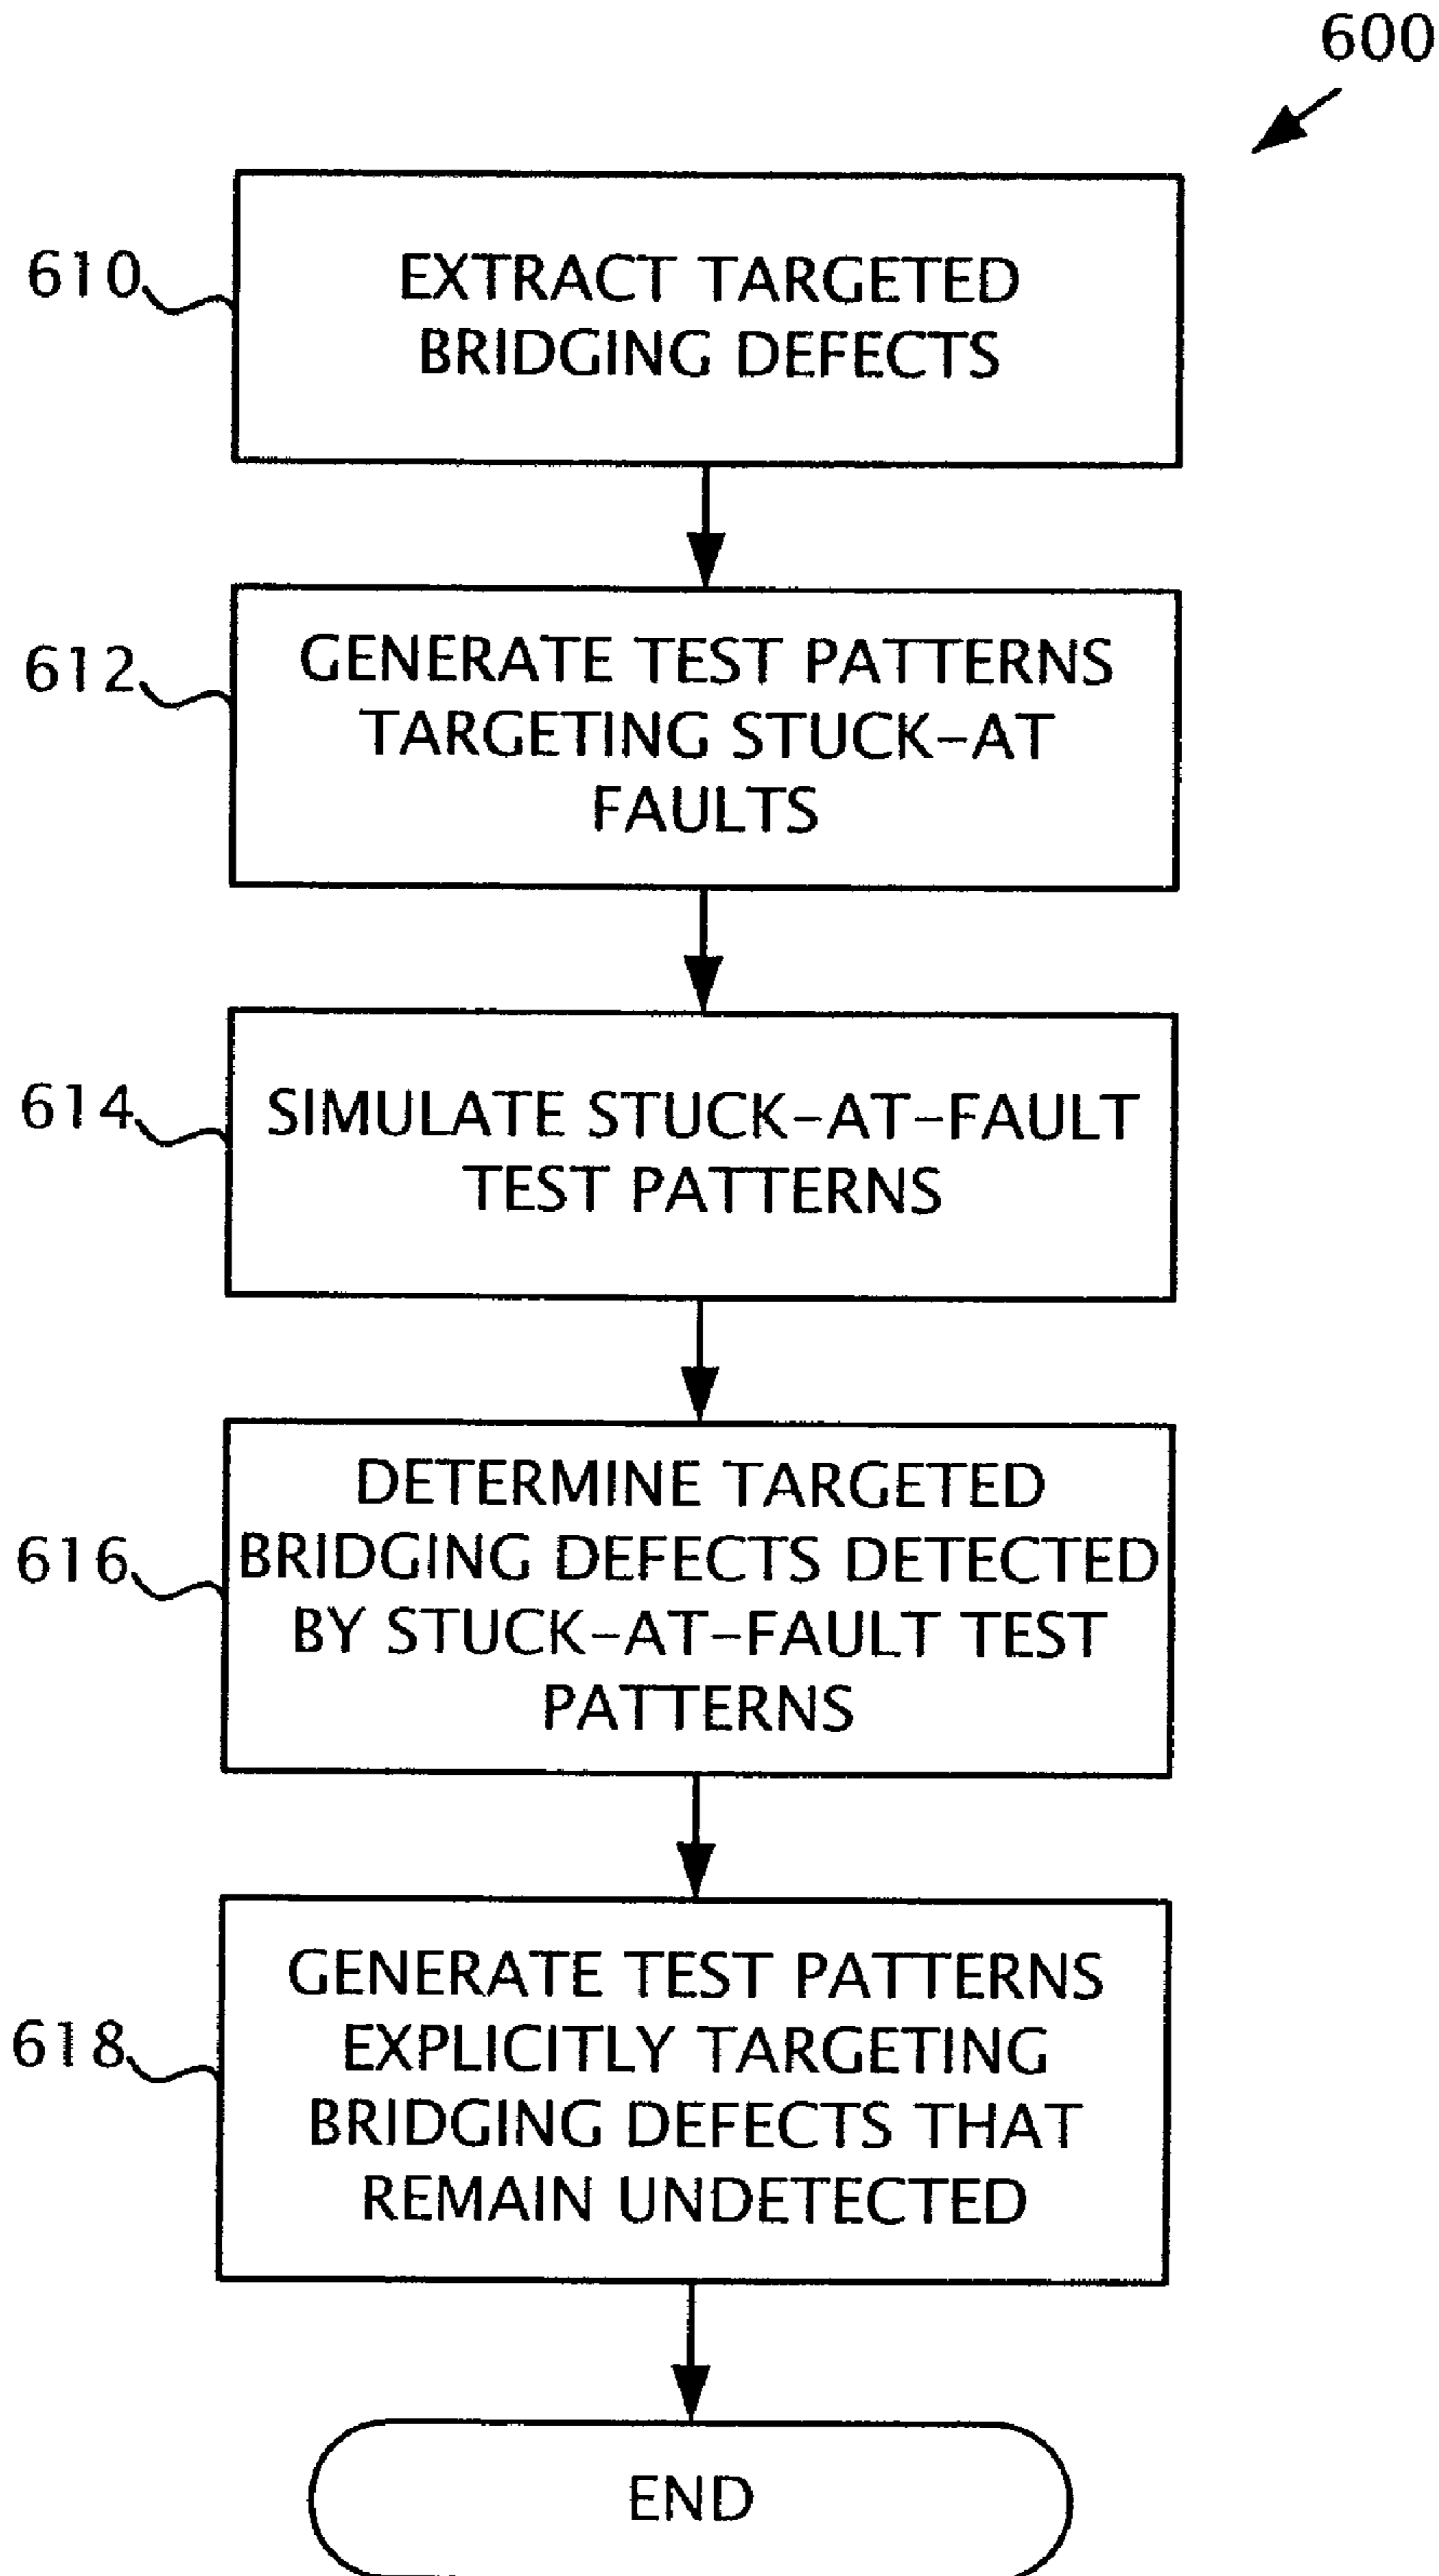 600
610
EXTRACT TARGETED
BRIDGING DEFECTS
612
GENERATE TEST PATTERNS
TARGETING STUCK-AT
FAULTS
614
SIMULATE STUCK-AT-FAULT
TEST PATTERNS
616
DETERMINE TARGETED
BRIDGING DEFECTS DETECTED
BY STUCK-AT-FAULT TEST
PATTERNS
618
GENERATE TEST PATTERNS
EXPLICITLY TARGETING
BRIDGING DEFECTS THAT
REMAIN UNDETECTED
END